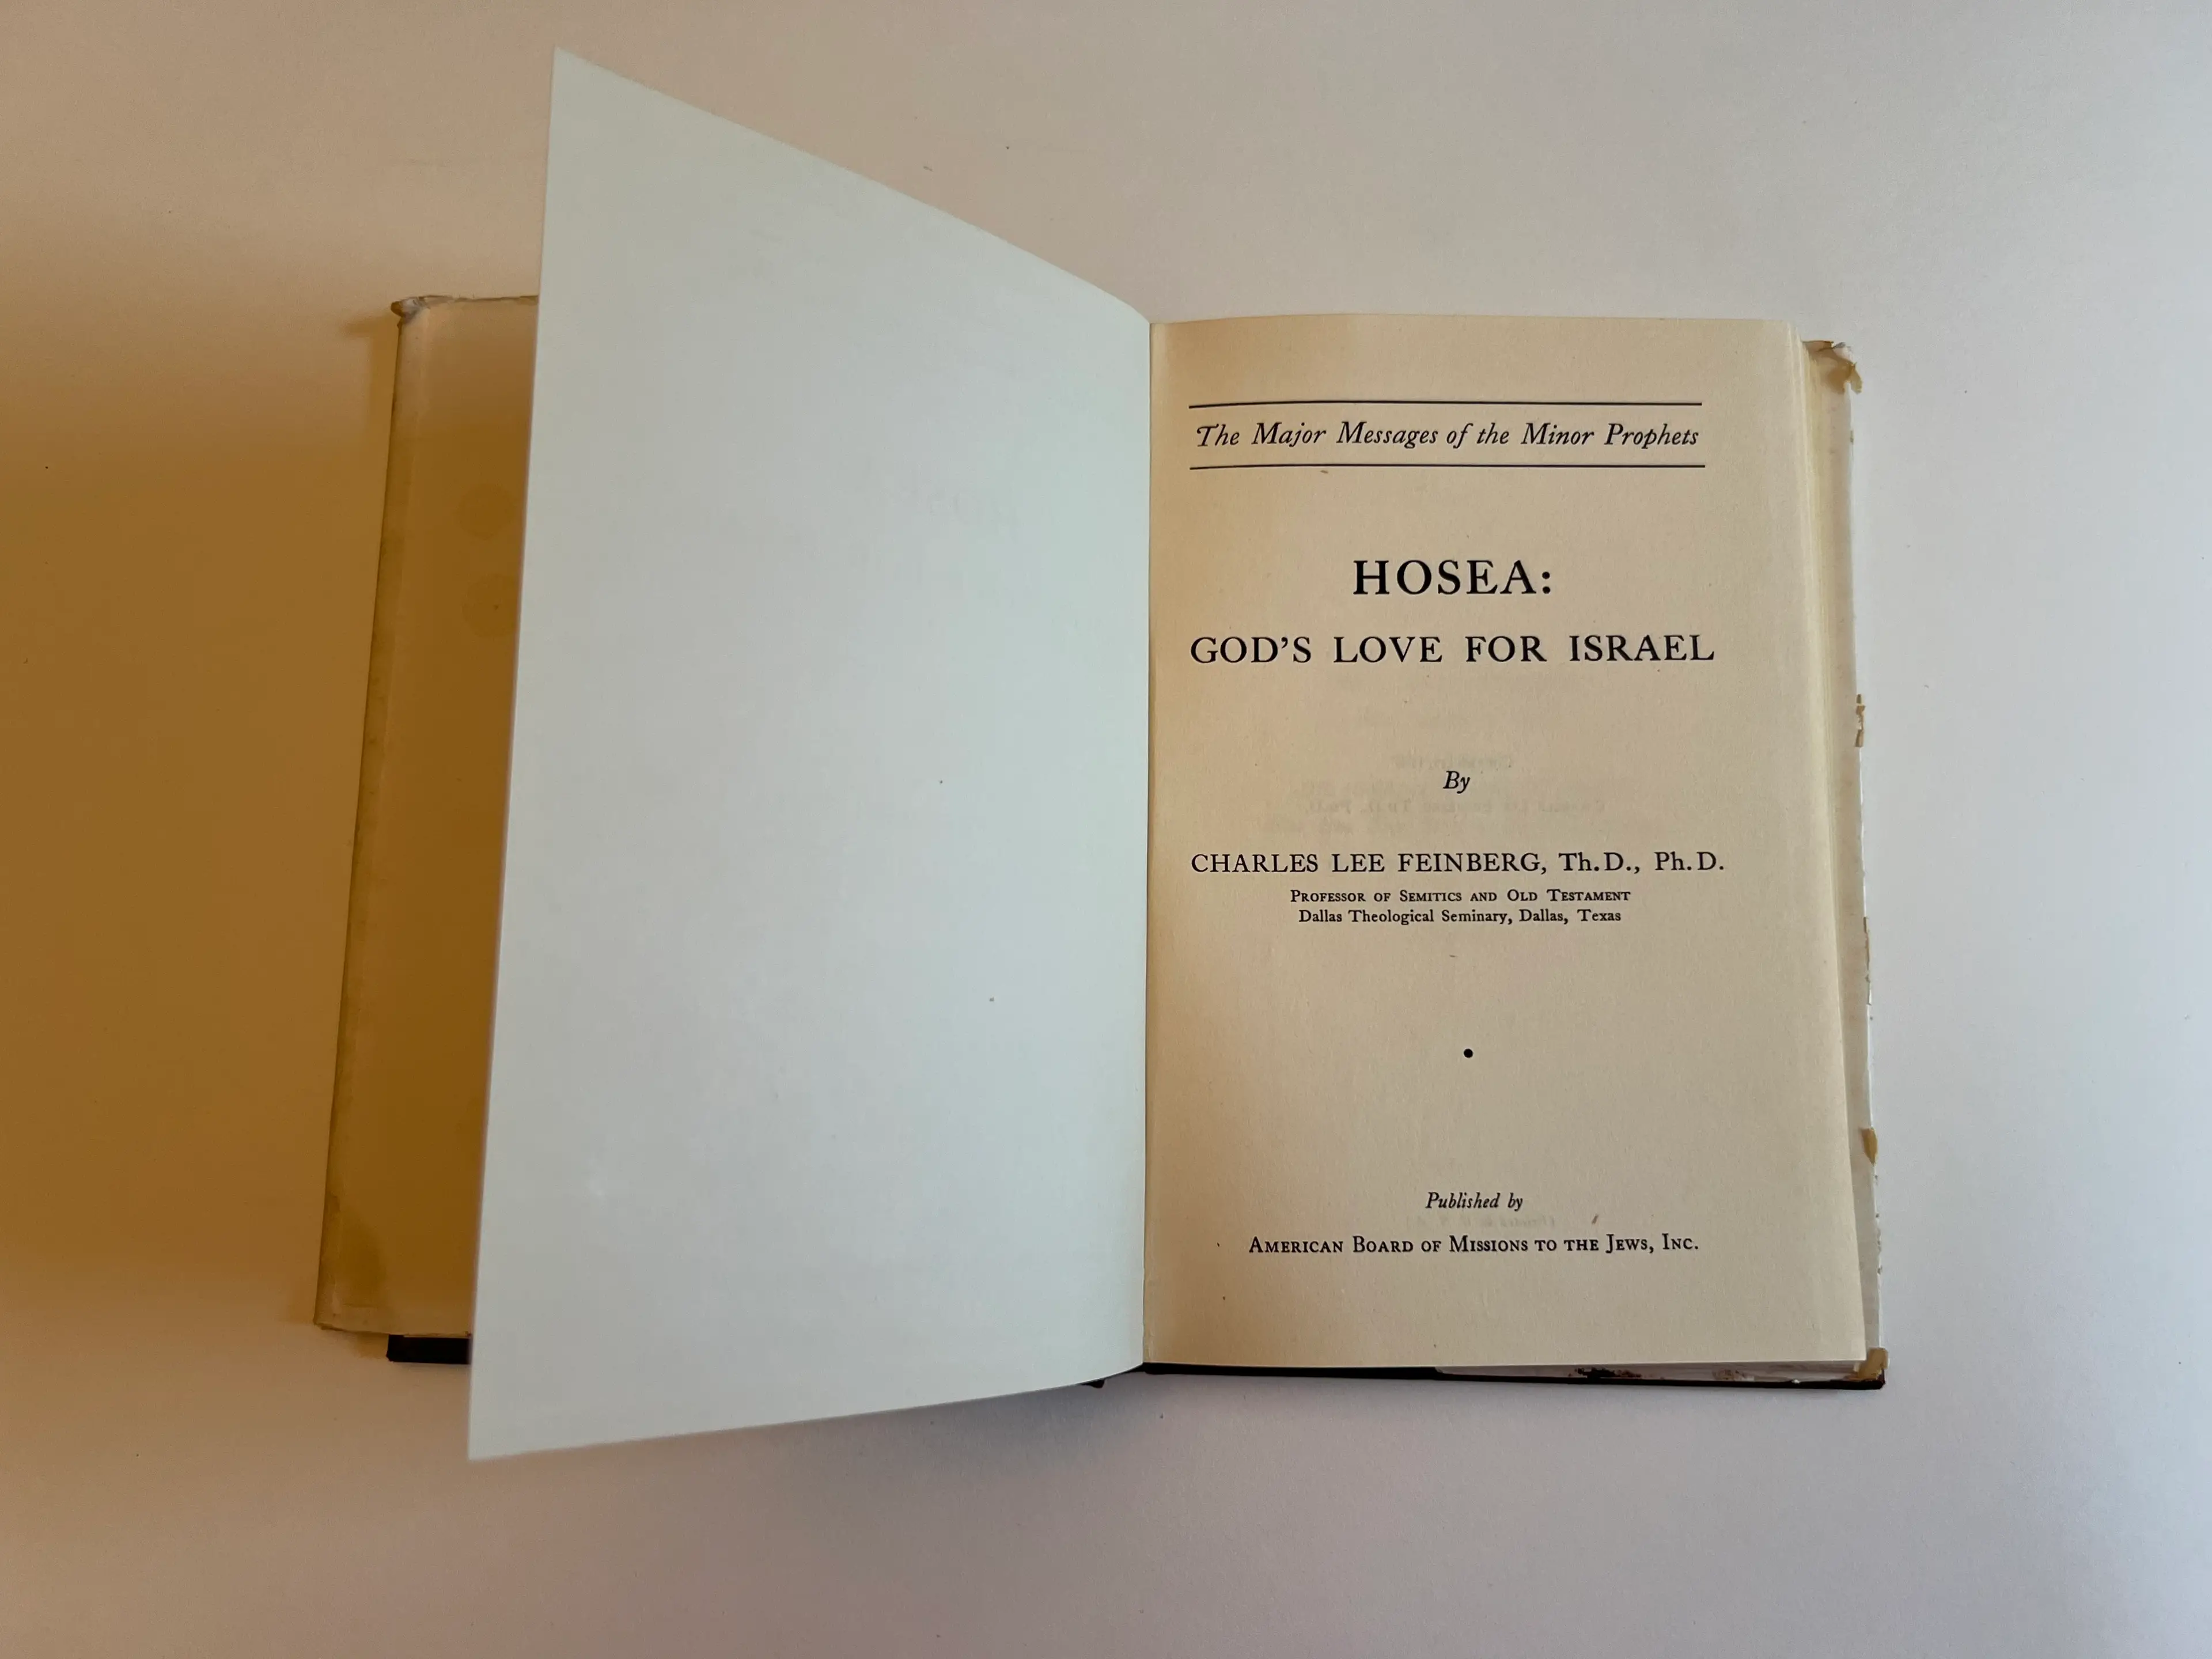 The Major Messages of the Minor Prophets
HOSEA:
GOD'S LOVE FOR ISRAEL
By
CHARLES LEE FEINBERG, Th.D., Ph.D.
PROFESSOR OF SEMITICS AND OLD TESTAMENT
Dallas Theological Seminary, Dallas, Texas
•
Published by
AMERICAN BOARD OF MISSIONS TO THE JEWS, INC.